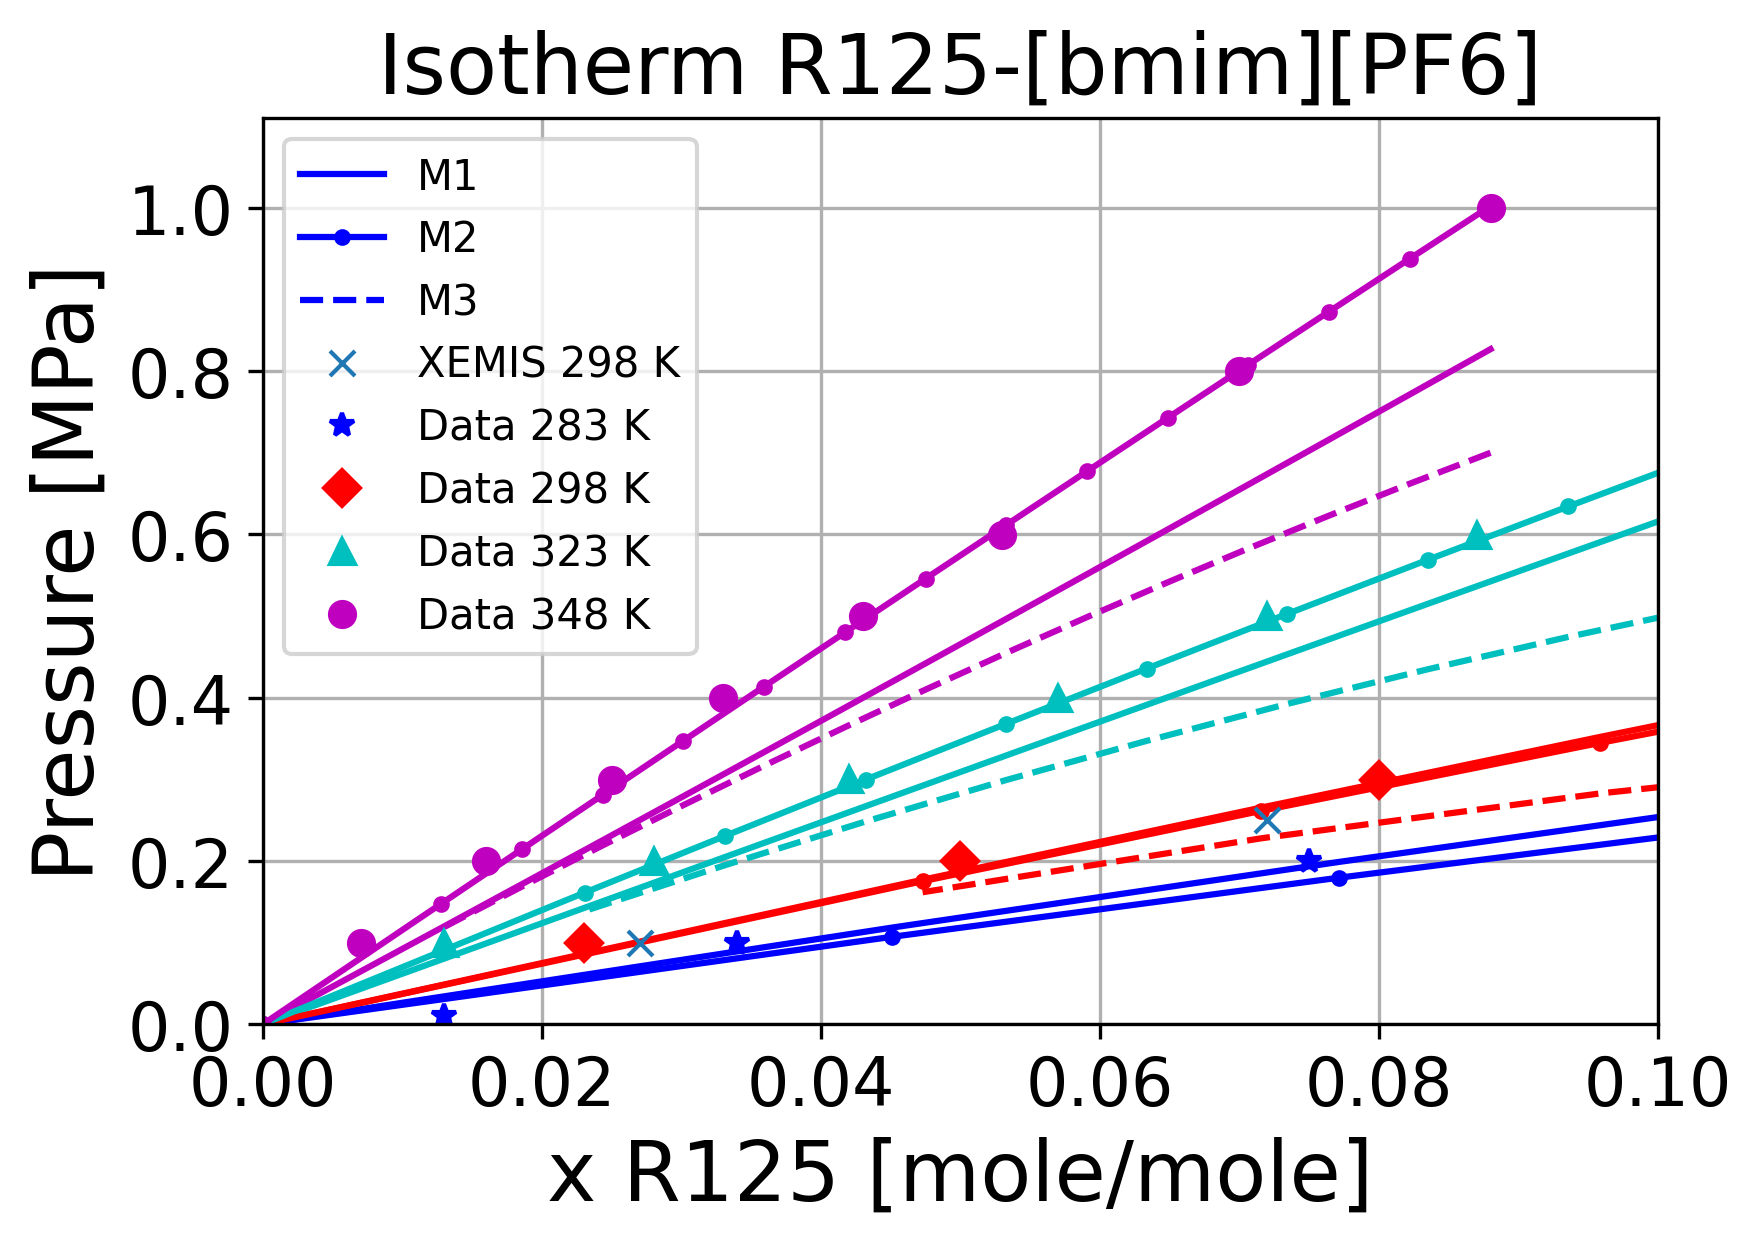 Isotherm R125-[bmim][PF6]
M1
M2
M3
XEMIS 298 K
Data 283 K
Data 298 K
Data 323 K
Data 348 K
Pressure [MPa]
1.0
0.8
0.6
0.4
0.2
0.0
0.00 0.02 0.04 0.06 0.08 0.10
x R125 [mole/mole]